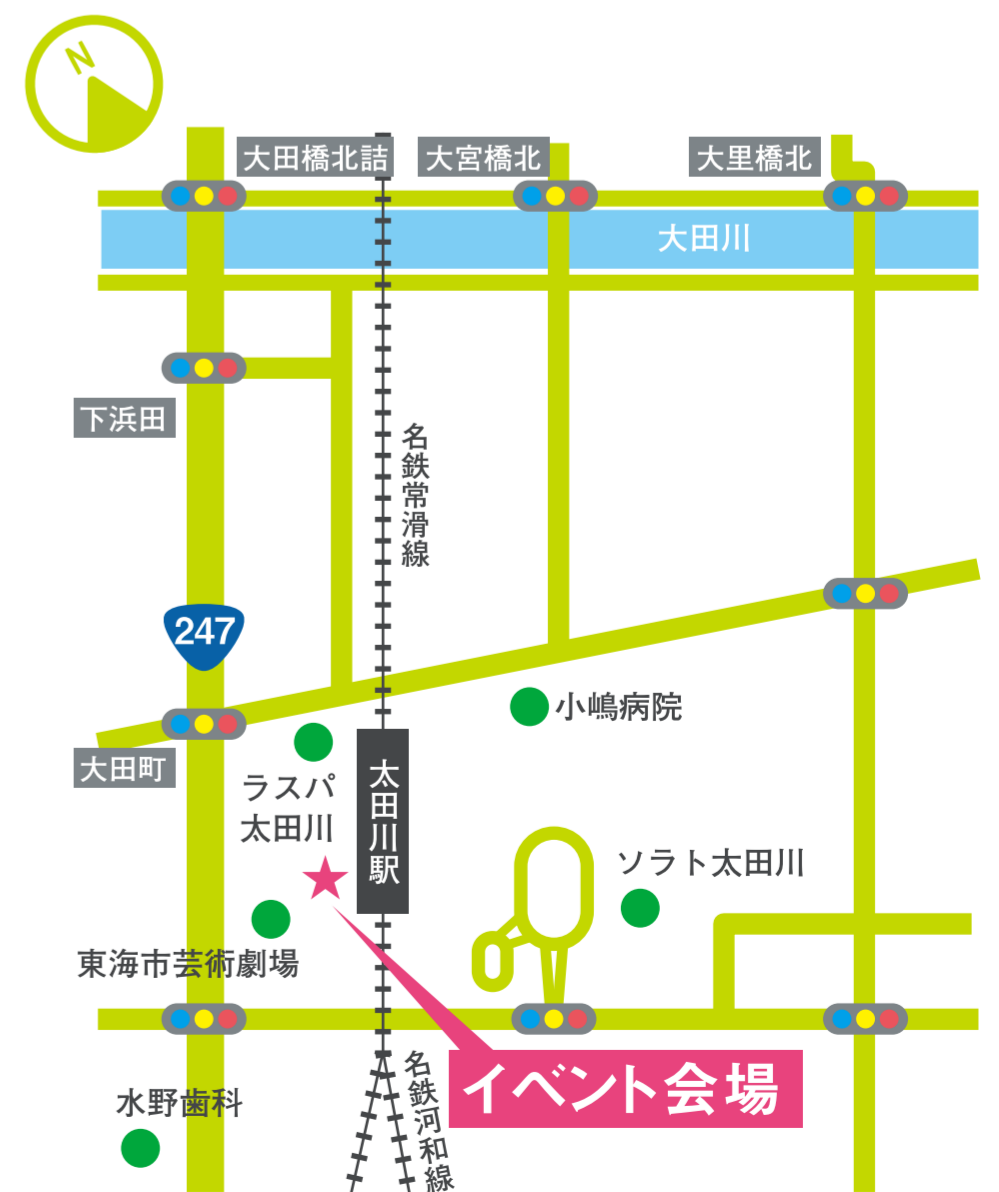 N
大田橋北詰
大宮橋北
大里橋北
大田川
下浜田
名鉄常滑線
247
小嶋病院
大田町
ラスパ
太田川
太田川駅
ソラト太田川
東海市芸術劇場
イベント会場
名鉄河和線
水野歯科